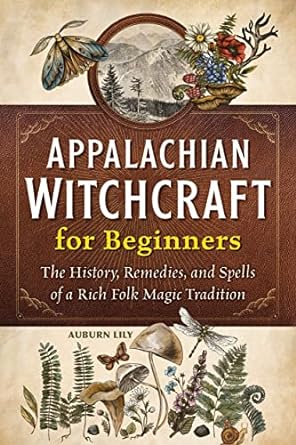 APPALACHIAN
WITCHCRAFT
for Beginners
The History, Remedies, and Spells
of a Rich Folk Magic Tradition
AUBURN LILY